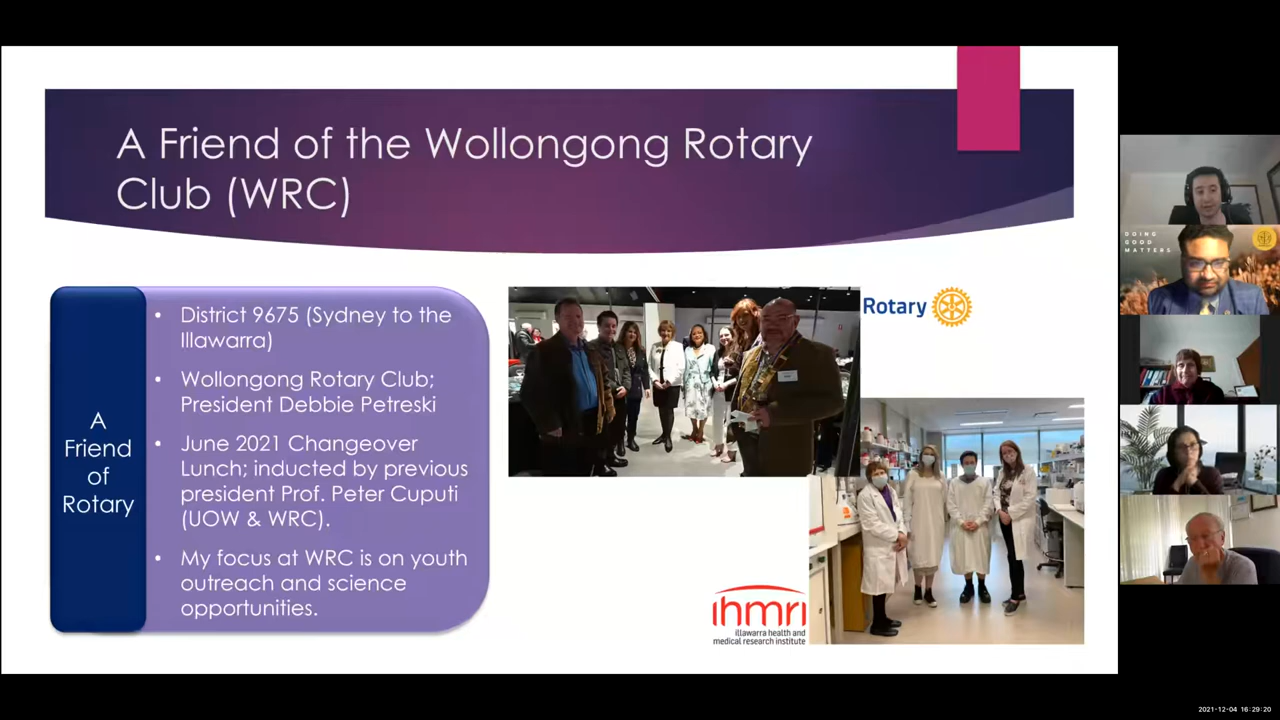 A Friend of the Wollongong Rotary
Club (WRC)
A
Friend
of
Rotary
• District 9675 (Sydney to the
Illawarra)
• Wollongong Rotary Club;
President Debbie Petreski
• June 2021 Changeover
Lunch; inducted by previous
president Prof. Peter Cuputi
(UOW & WRC).
• My focus at WRC is on youth
outreach and science
opportunities.
Rotary
ihmri
illawarra health and
medical research institute
DOING
GOOD
MATTERS
2021-12-04 16:29:20